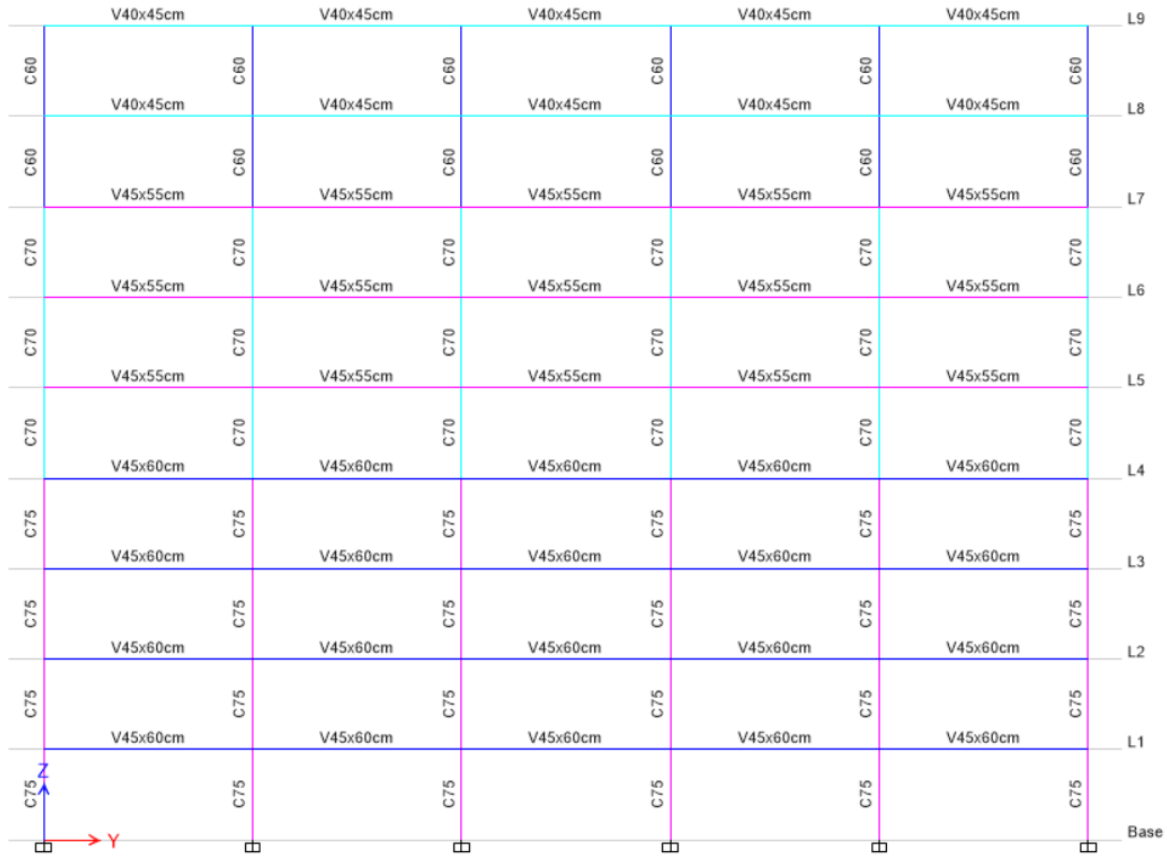 V40x45cm V40x45cm V40x45cm V40x45cm V40x45cm L9
C60 C60 C60 C60 C60 C60
V40x45cm V40x45cm V40x45cm V40x45cm V40x45cm L8
C60 C60 C60 C60 C60 C60
V45x55cm V45x55cm V45x55cm V45x55cm V45x55cm L7
C70 C70 C70 C70 C70 C70
V45x55cm V45x55cm V45x55cm V45x55cm V45x55cm L6
C70 C70 C70 C70 C70 C70
V45x55cm V45x55cm V45x55cm V45x55cm V45x55cm L5
C70 C70 C70 C70 C70 C70
V45x60cm V45x60cm V45x60cm V45x60cm V45x60cm L4
C75 C75 C75 C75 C75 C75
V45x60cm V45x60cm V45x60cm V45x60cm V45x60cm L3
C75 C75 C75 C75 C75 C75
V45x60cm V45x60cm V45x60cm V45x60cm V45x60cm L2
C75 C75 C75 C75 C75 C75
V45x60cm V45x60cm V45x60cm V45x60cm V45x60cm L1
Z
C75 C75 C75 C75 C75 C75
Y Base